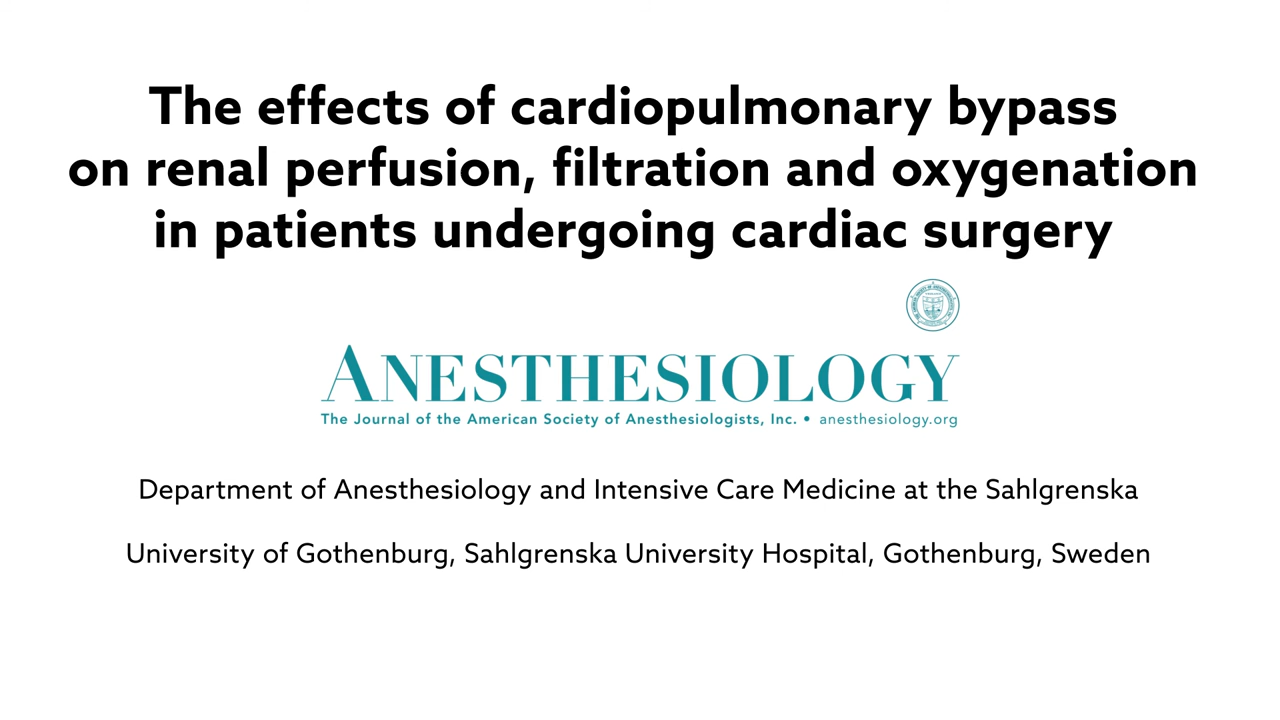 The effects of cardiopulmonary bypass
on renal perfusion, filtration and oxygenation
in patients undergoing cardiac surgery
ANESTHESIOLOGY
The Journal of the American Society of Anesthesiologists, Inc. • anesthesiology.org
Department of Anesthesiology and Intensive Care Medicine at the Sahlgrenska
University of Gothenburg, Sahlgrenska University Hospital, Gothenburg, Sweden